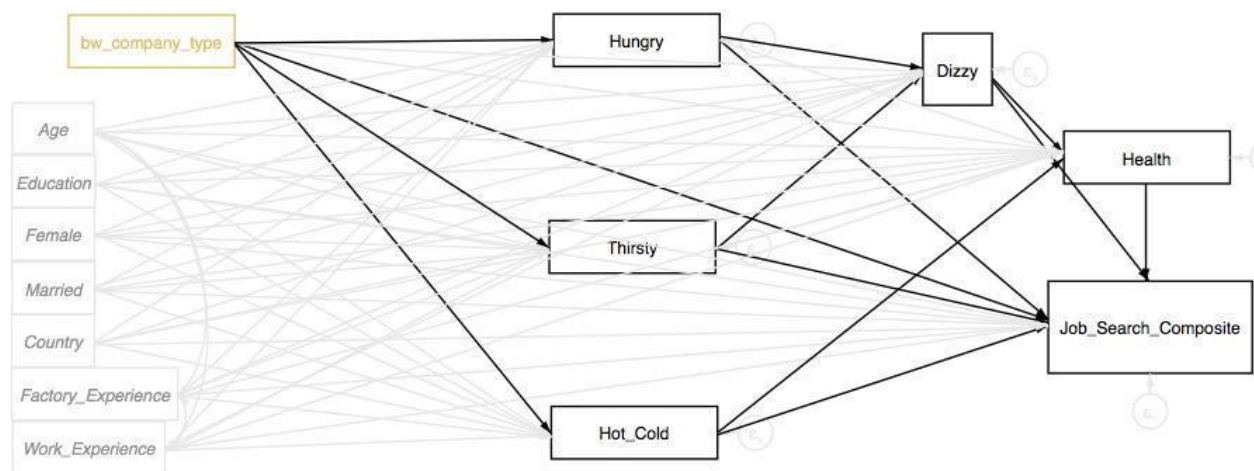 bw_company_type
Hungry
Dizzy
Age
Health
Education
Female
Thirsty
Married
Job_Search_Composite
Country
Factory_Experience
Hot_Cold
Work_Experience